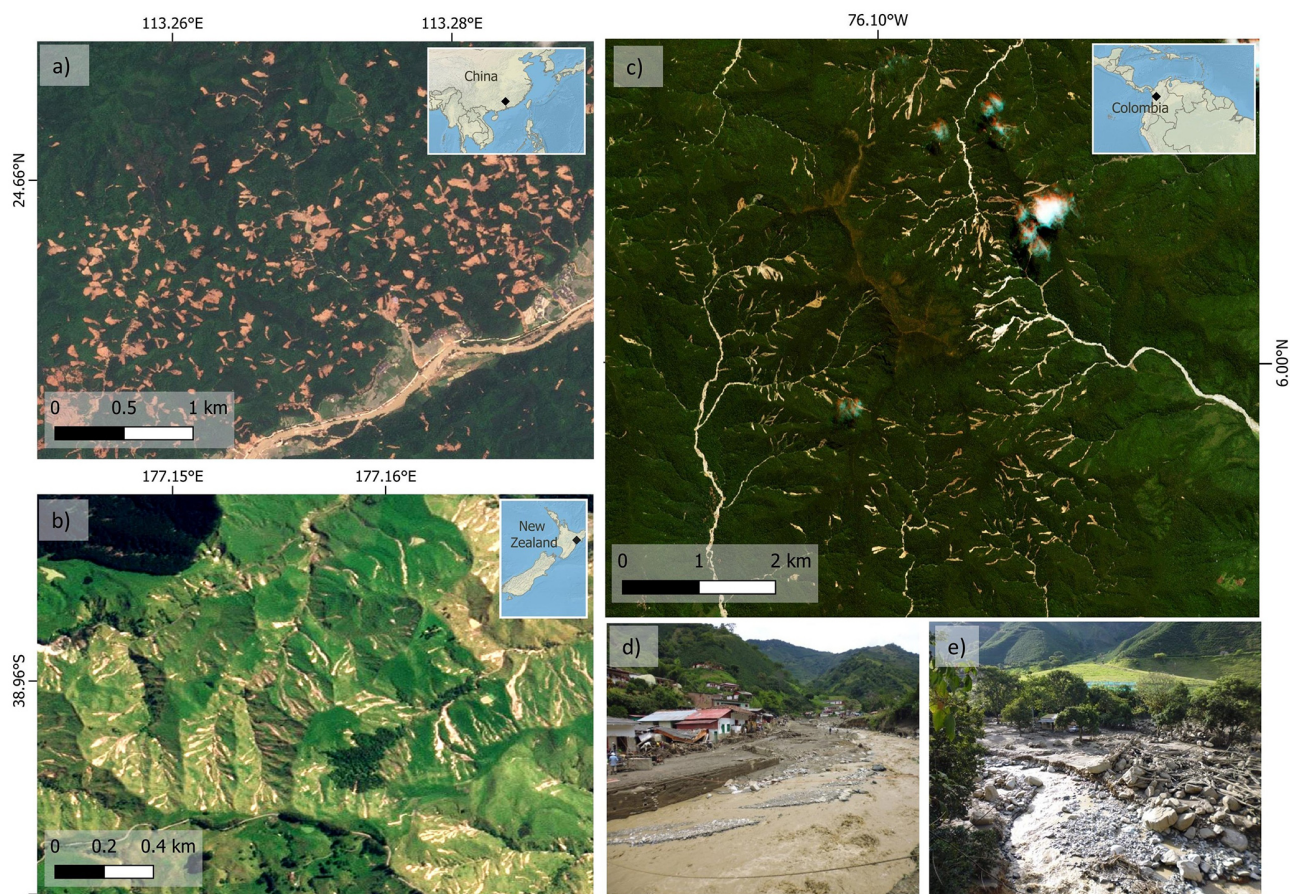 113.26°E
113.28°E
24.66°N
a)
China
0 0.5 1 km
177.15°E
177.16°E
38.96°S
b)
New
Zealand
0 0.2 0.4 km
76.10°W
6.00°N
c)
Colombia
0 1 2 km
d)
e)